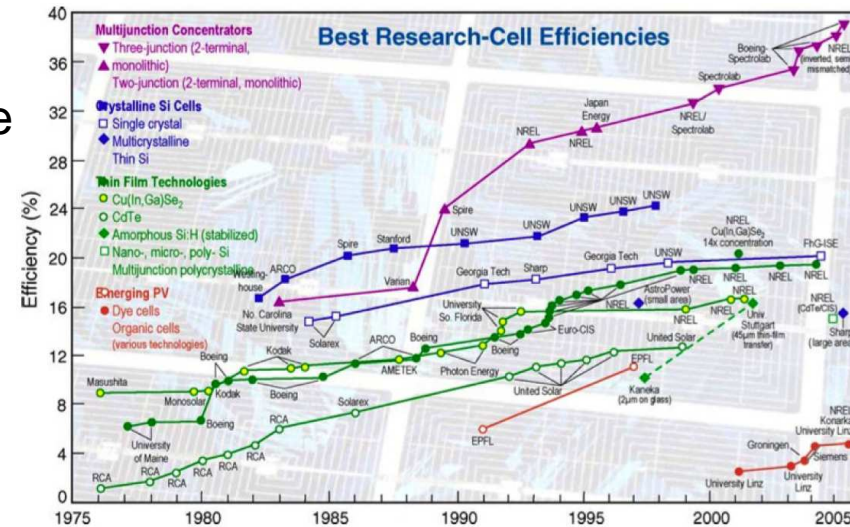 e
Best Research-Cell Efficiencies
Multijunction Concentrators
Three-junction (2-terminal,
monolithic)
Two-junction (2-terminal, monolithic)
Crystalline Si Cells
Single crystal
Multicrystalline
Thin Si
Thin Film Technologies
Cu(In,Ga)Se2
CdTe
Amorphous Si:H (stabilized)
Nano-, micro-, poly- Si
Multijunction polycrystalline
Emerging PV
Dye cells
Organic cells
(various technologies)
Efficiency (%)
40
36
32
28
24
20
16
12
8
4
0
1975
1980
1985
1990
1995
2000
2005
Boeing-
Spectrolab
NREL
(inverted,
mismatched)
Spectrolab
NREL/
Spectrolab
Japan
Energy
NREL
NREL
Spire
Varian
No. Carolina
State University
Westing-
house
ARCO
Spire
Stanford
UNSW
UNSW
UNSW
UNSW
UNSW
Georgia Tech
Sharp
Georgia Tech
UNSW
FhG-ISE
Solarex
NREL
Cu(In,Ga)Se2
14x concentration
NREL
NREL
NREL
NREL
AstroPower
(small area)
NREL
NREL
NREL
NREL
(CdTe/CIS)
Sharp
(large area)
Univ
Stuttgart
(45µm thin-film
transfer)
University
So. Florida
Euro-CIS
Boeing
Boeing
Photon Energy
ARCO
AMETEK
Kodak
Boeing
Boeing
Kodak
Masushita
Monosolar
Boeing
University
of Maine
United Solar
United Solar
EPFL
Kaneka
(2µm on glass)
EPFL
Solarex
RCA
RCA
RCA
RCA
RCA
RCA
RCA
NREL
Konarka
University Linz
Groningen
Siemens
University Linz
University
Linz